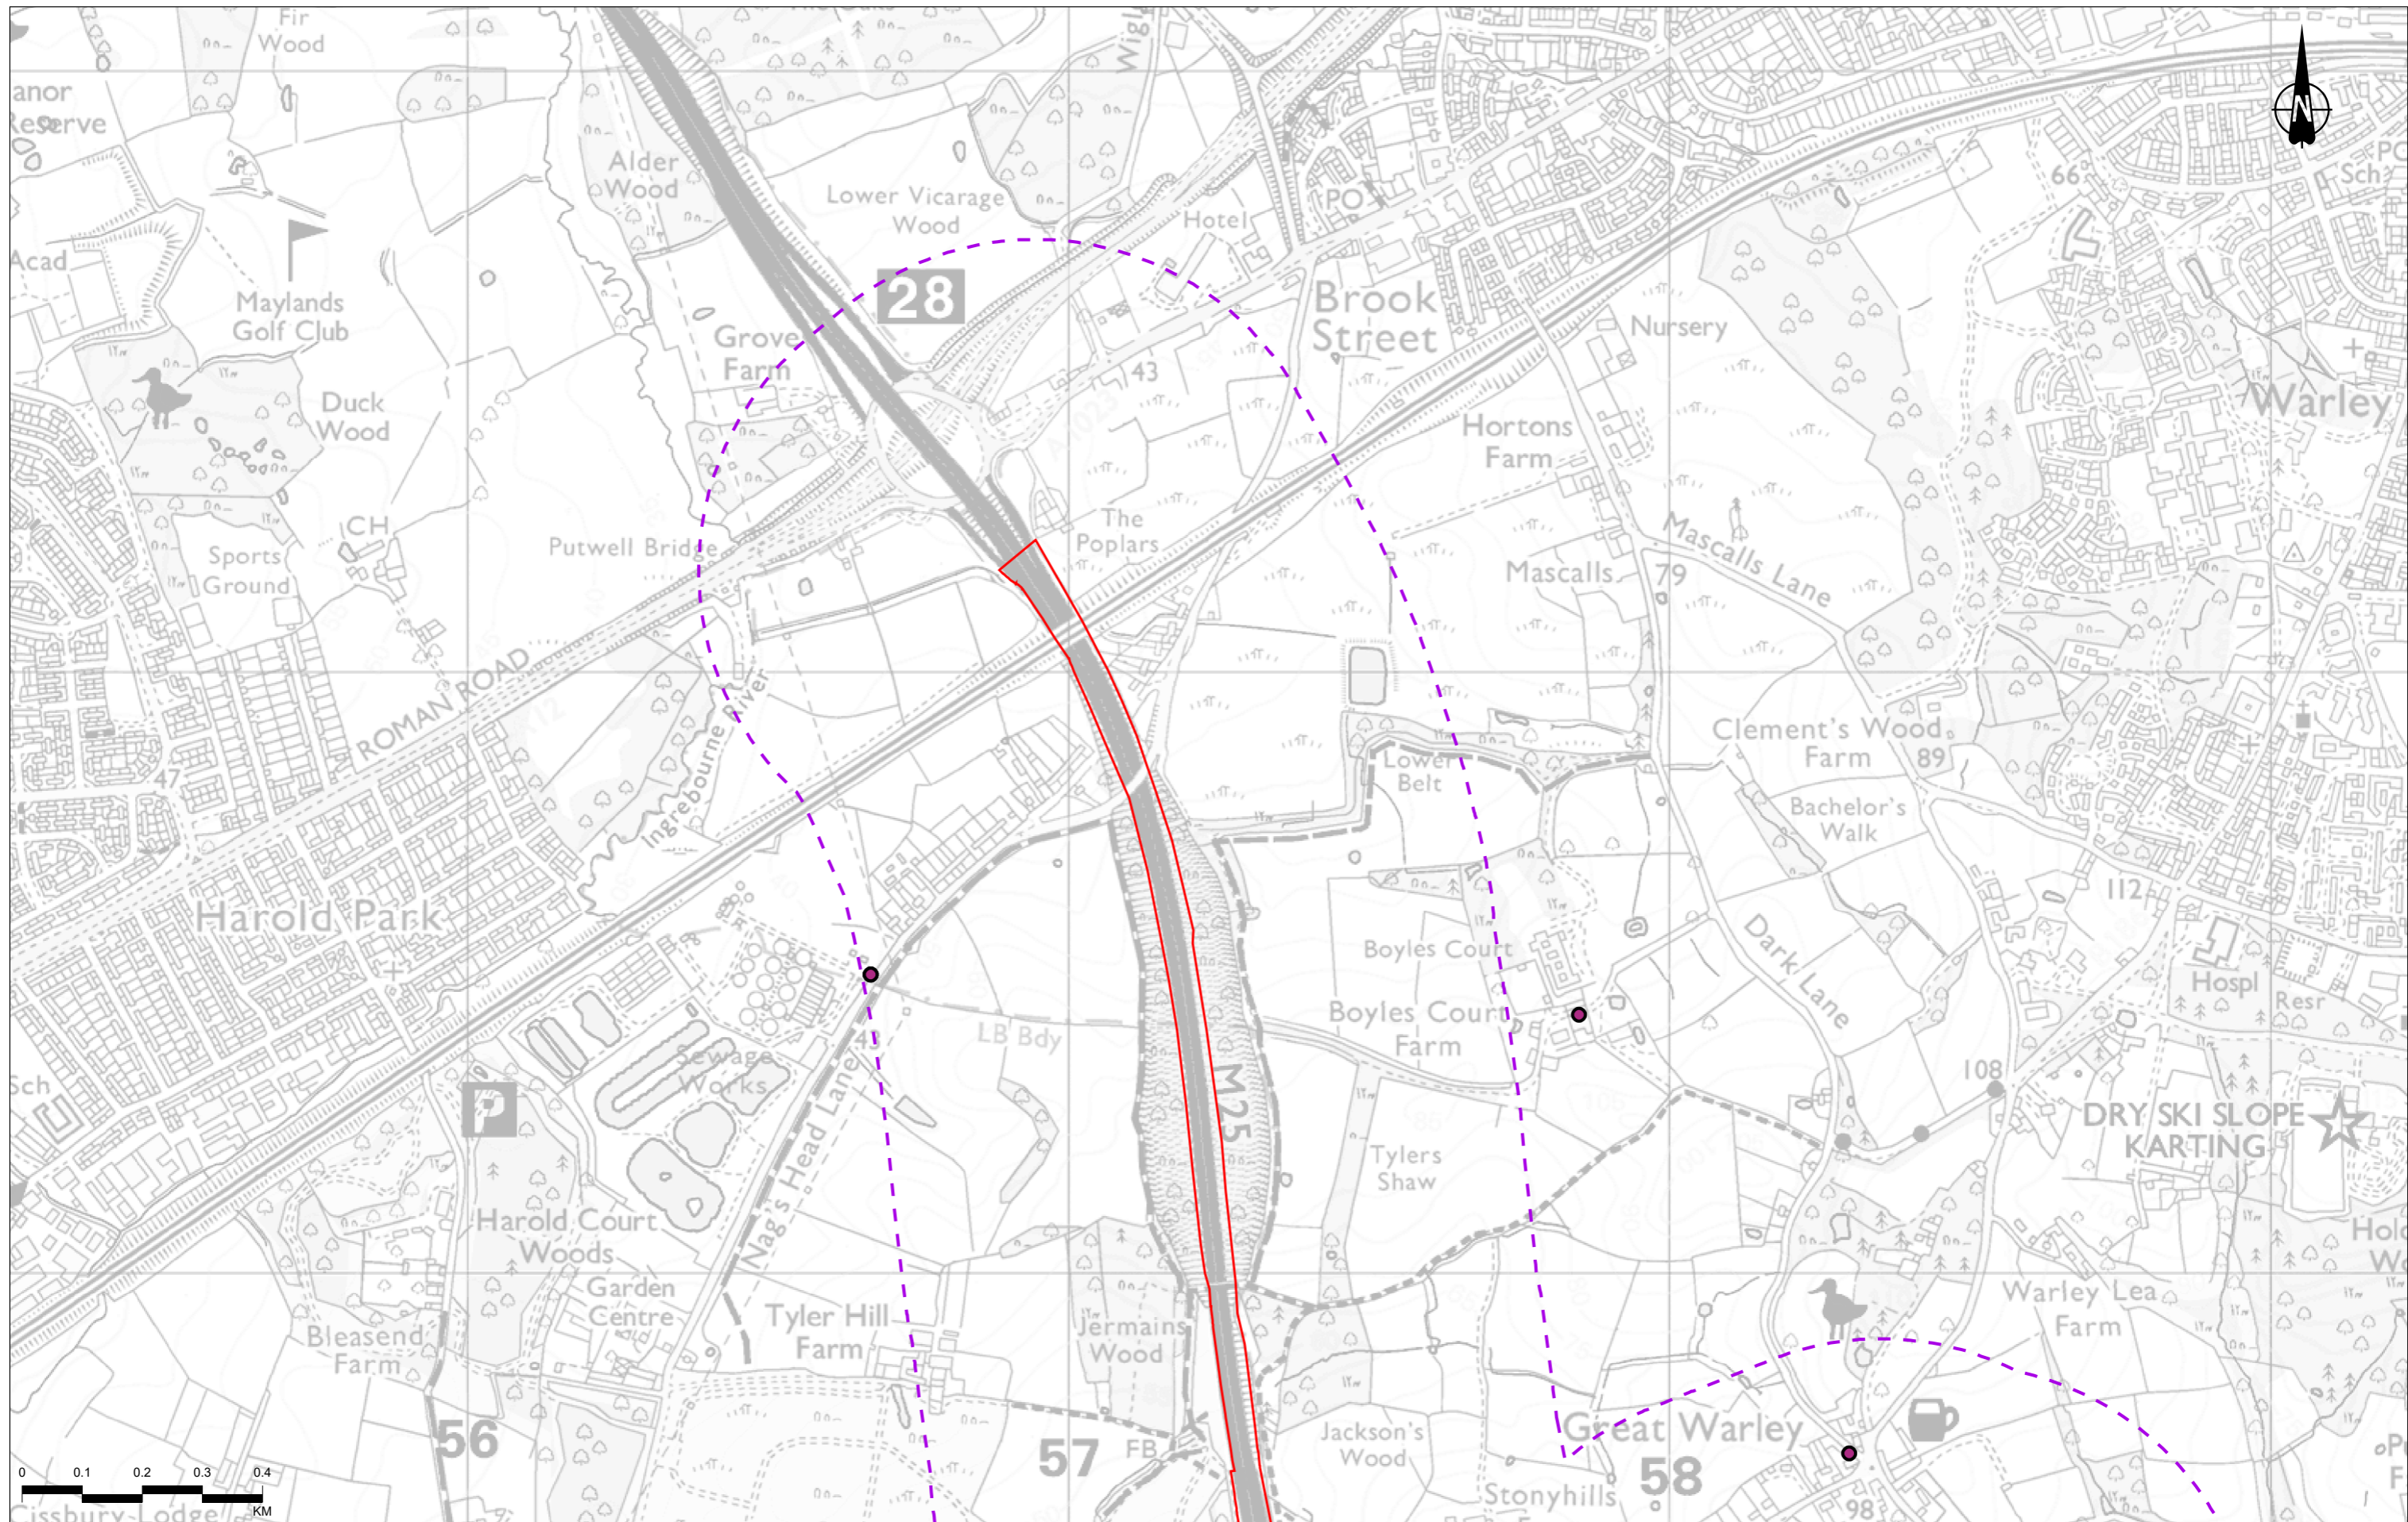 Fir
Wood
Wigle
anor
Reserve
N
Alder
Wood
Lower Vicarage
Wood
PO
Hotel
66
Sch
Acad
28
Maylands
Golf Club
Brook
Street
Nursery
Grove
Farm
43
A1023
Warley
Duck
Wood
Hortons
Farm
CH
Sports
Ground
Putwell Bridge
The
Poplars
Mascalls Lane
Mascalls
79
ROMAN ROAD
A12
Ingrebourne River
Clement's Wood
Farm
89
47
Lower
Belt
Bachelor's
Walk
112
Harold Park
Boyles Court
Dark Lane
Hospl
Resr
Boyles Court
Farm
LB Bdy
43
Sewage
Works
Sch
P
M25
108
DRY SKI SLOPE
KARTING
Tylers
Shaw
Nag's Head Lane
Harold Court
Woods
Garden
Centre
Tyler Hill
Farm
Jermains
Wood
Bleasend
Farm
Warley Lea
Farm
Great Warley
Jackson's
Wood
56
57
FB
58
Stonyhills
98
0 0.1 0.2 0.3 0.4
KM
Cissbury Lodge